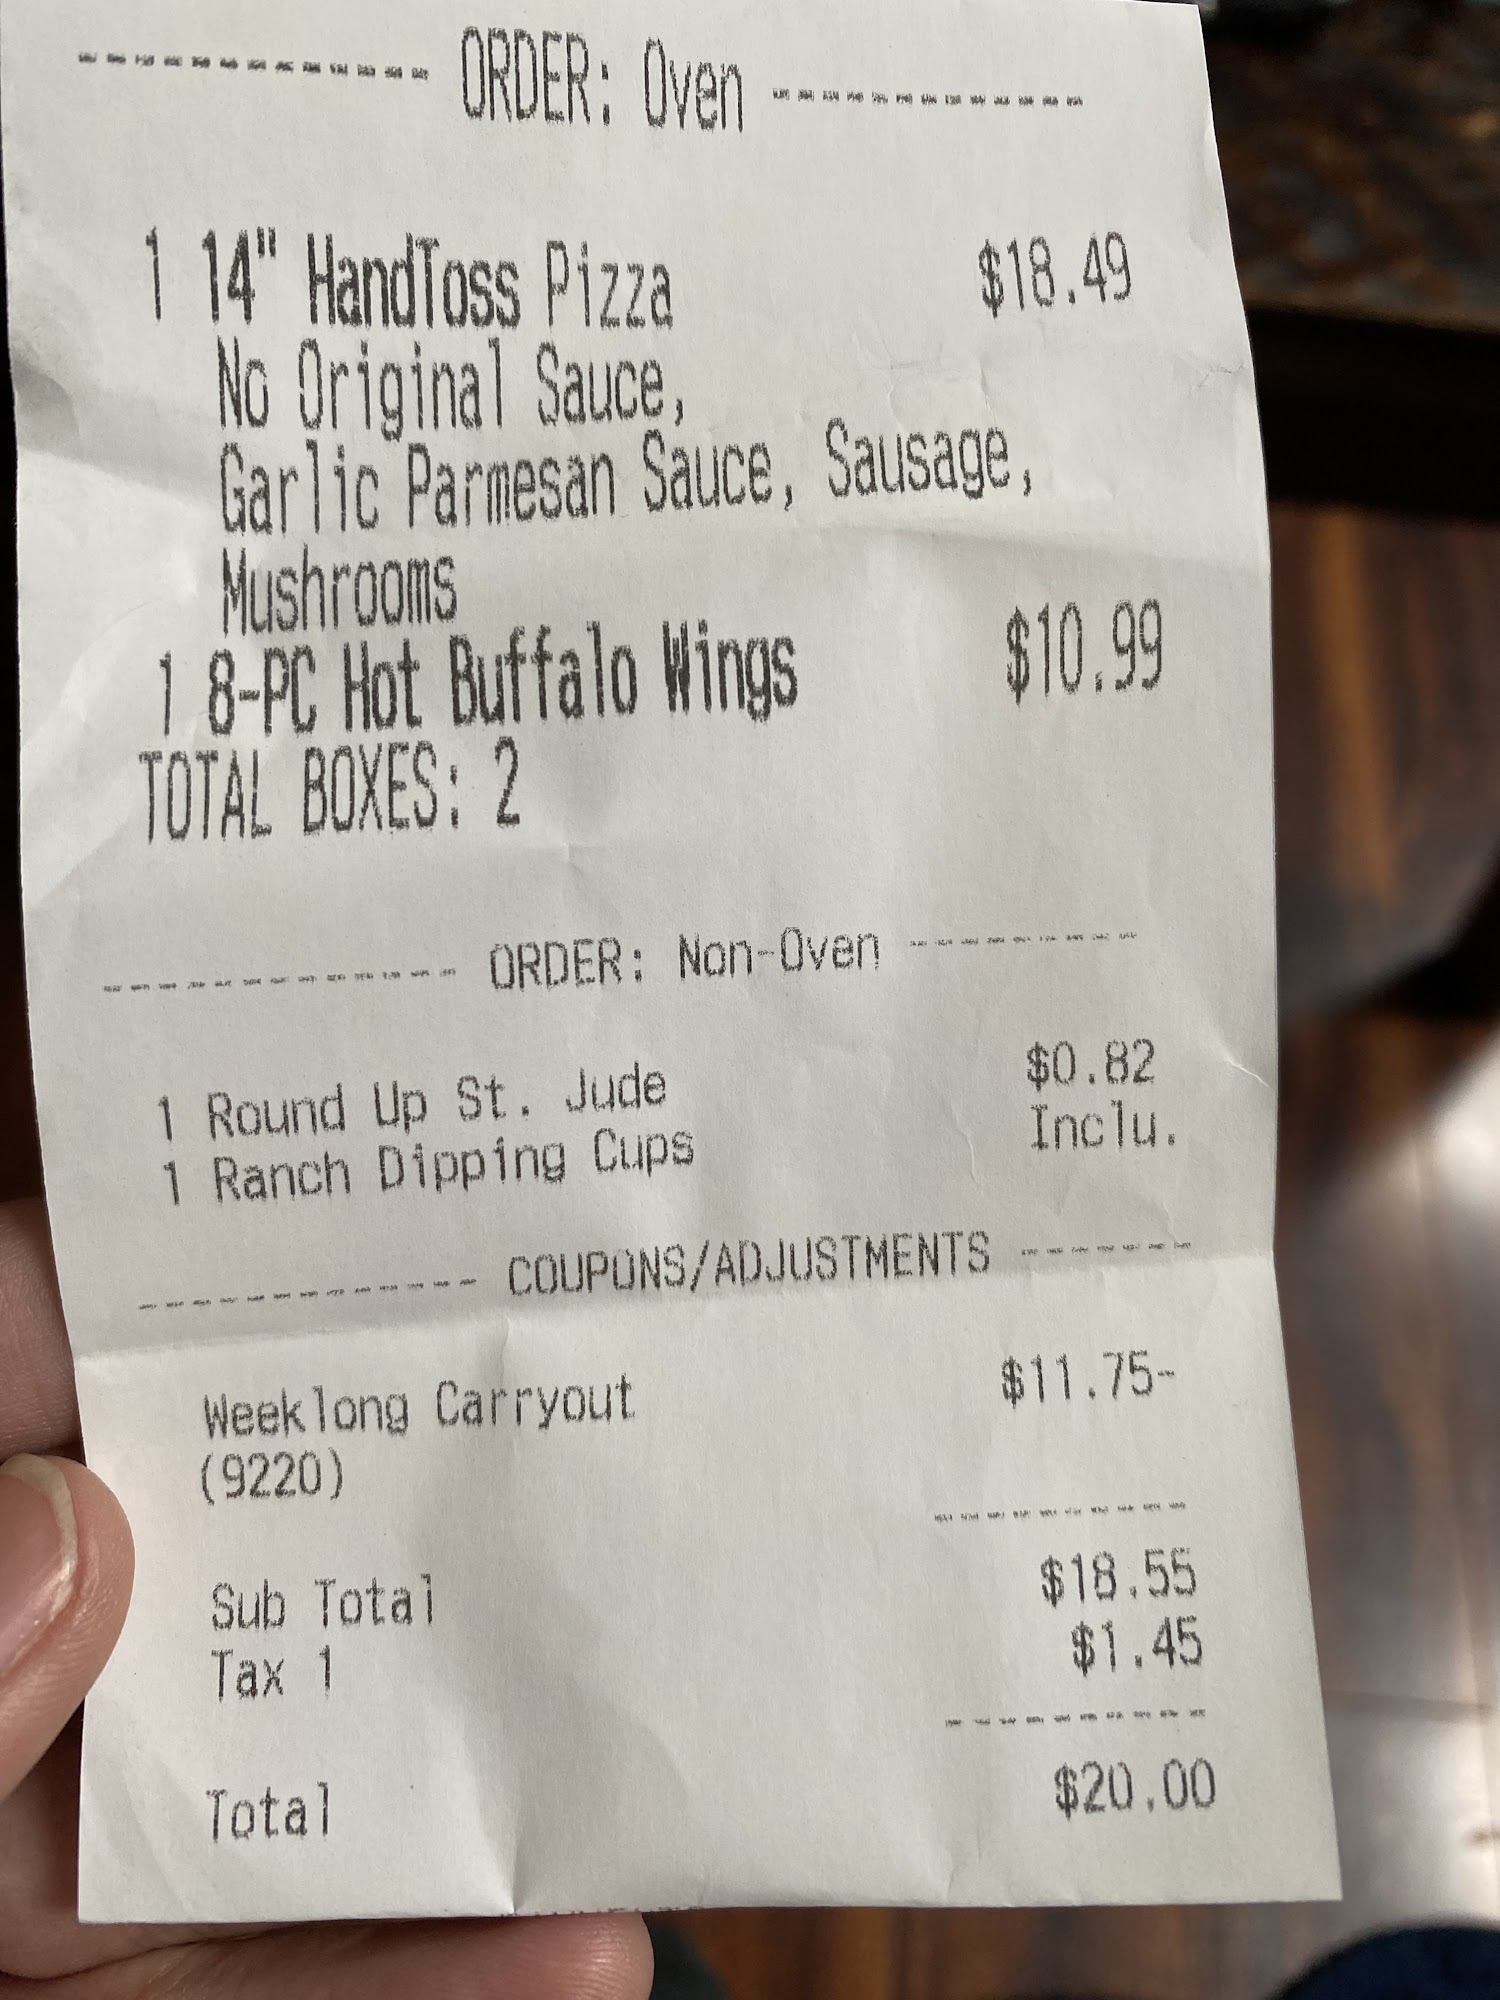 ------------- ORDER: Oven ------------
1 14" HandToss Pizza $18.49
No Original Sauce,
Garlic Parmesan Sauce, Sausage,
Mushrooms
1 8-PC Hot Buffalo Wings $10.99
TOTAL BOXES: 2
------------- ORDER: Non-Oven ---------
1 Round Up St. Jude $0.82
1 Ranch Dipping Cups Inclu.
------------- COUPONS/ADJUSTMENTS -------
Weeklong Carryout $11.75-
(9220)
----------
Sub Total $18.55
Tax 1 $1.45
----------
Total $20.00